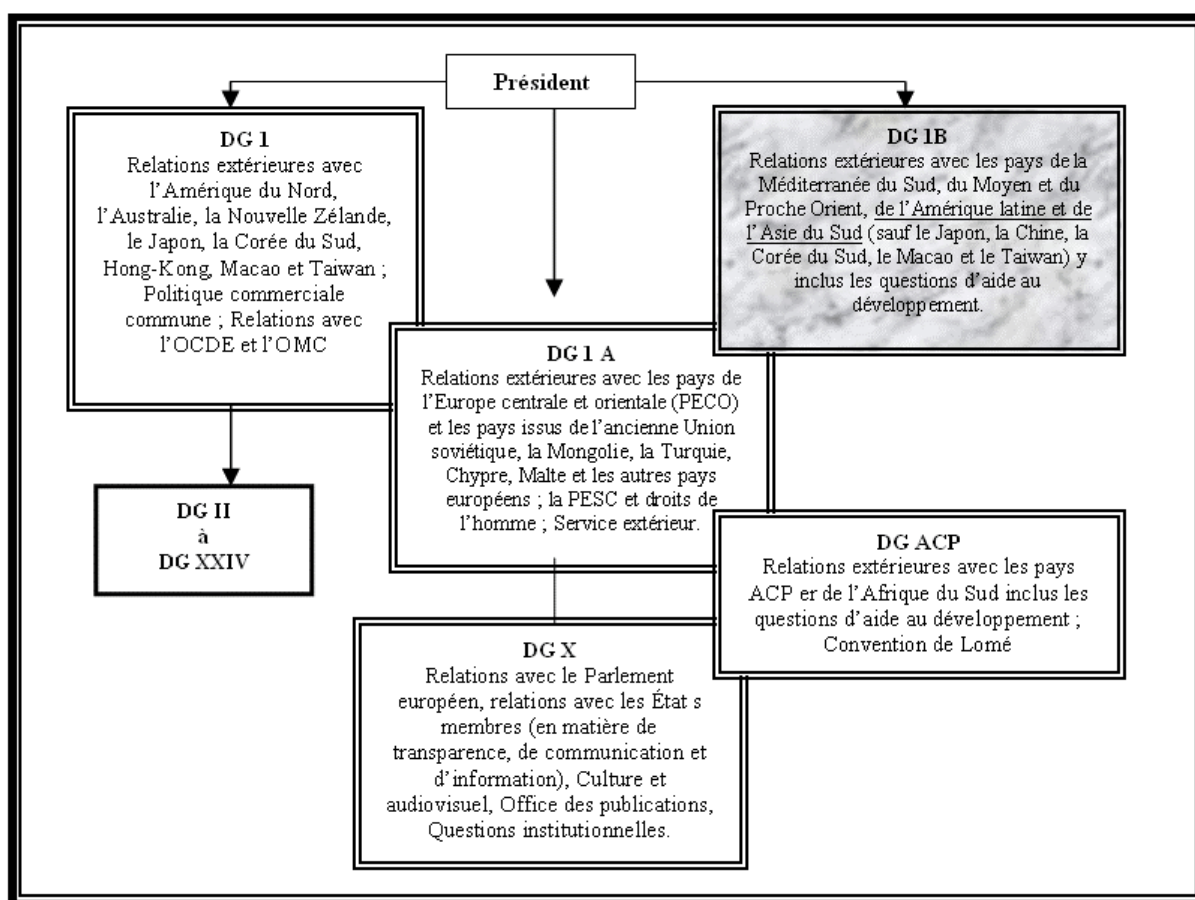 Président
DG 1
Relations extérieures avec
l'Amérique du Nord,
l'Australie, la Nouvelle Zélande,
le Japon, la Corée du Sud,
Hong-Kong, Macao et Taiwan ;
Politique commerciale
commune ; Relations avec
l'OCDE et l'OMC
DG 1B
Relations extérieures avec les pays de la
Méditerranée du Sud, du Moyen et du
Proche Orient, de l'Amérique latine et de
l'Asie du Sud (sauf le Japon, la Chine, la
Corée du Sud, le Macao et le Taiwan) y
inclus les questions d'aide au
développement.
DG 1 A
Relations extérieures avec les pays de
l'Europe centrale et orientale (PECO)
et les pays issus de l'ancienne Union
soviétique, la Mongolie, la Turquie,
Chypre, Malte et les autres pays
européens ; la PESC et droits de
l'homme ; Service extérieur.
DG II
à
DG XXIV
DG ACP
Relations extérieures avec les pays
ACP er de l'Afrique du Sud inclus les
questions d'aide au développement ;
Convention de Lomé
DG X
Relations avec le Parlement
européen, relations avec les État s
membres (en matière de
transparence, de communication et
d'information), Culture et
audiovisuel, Office des publications,
Questions institutionnelles.